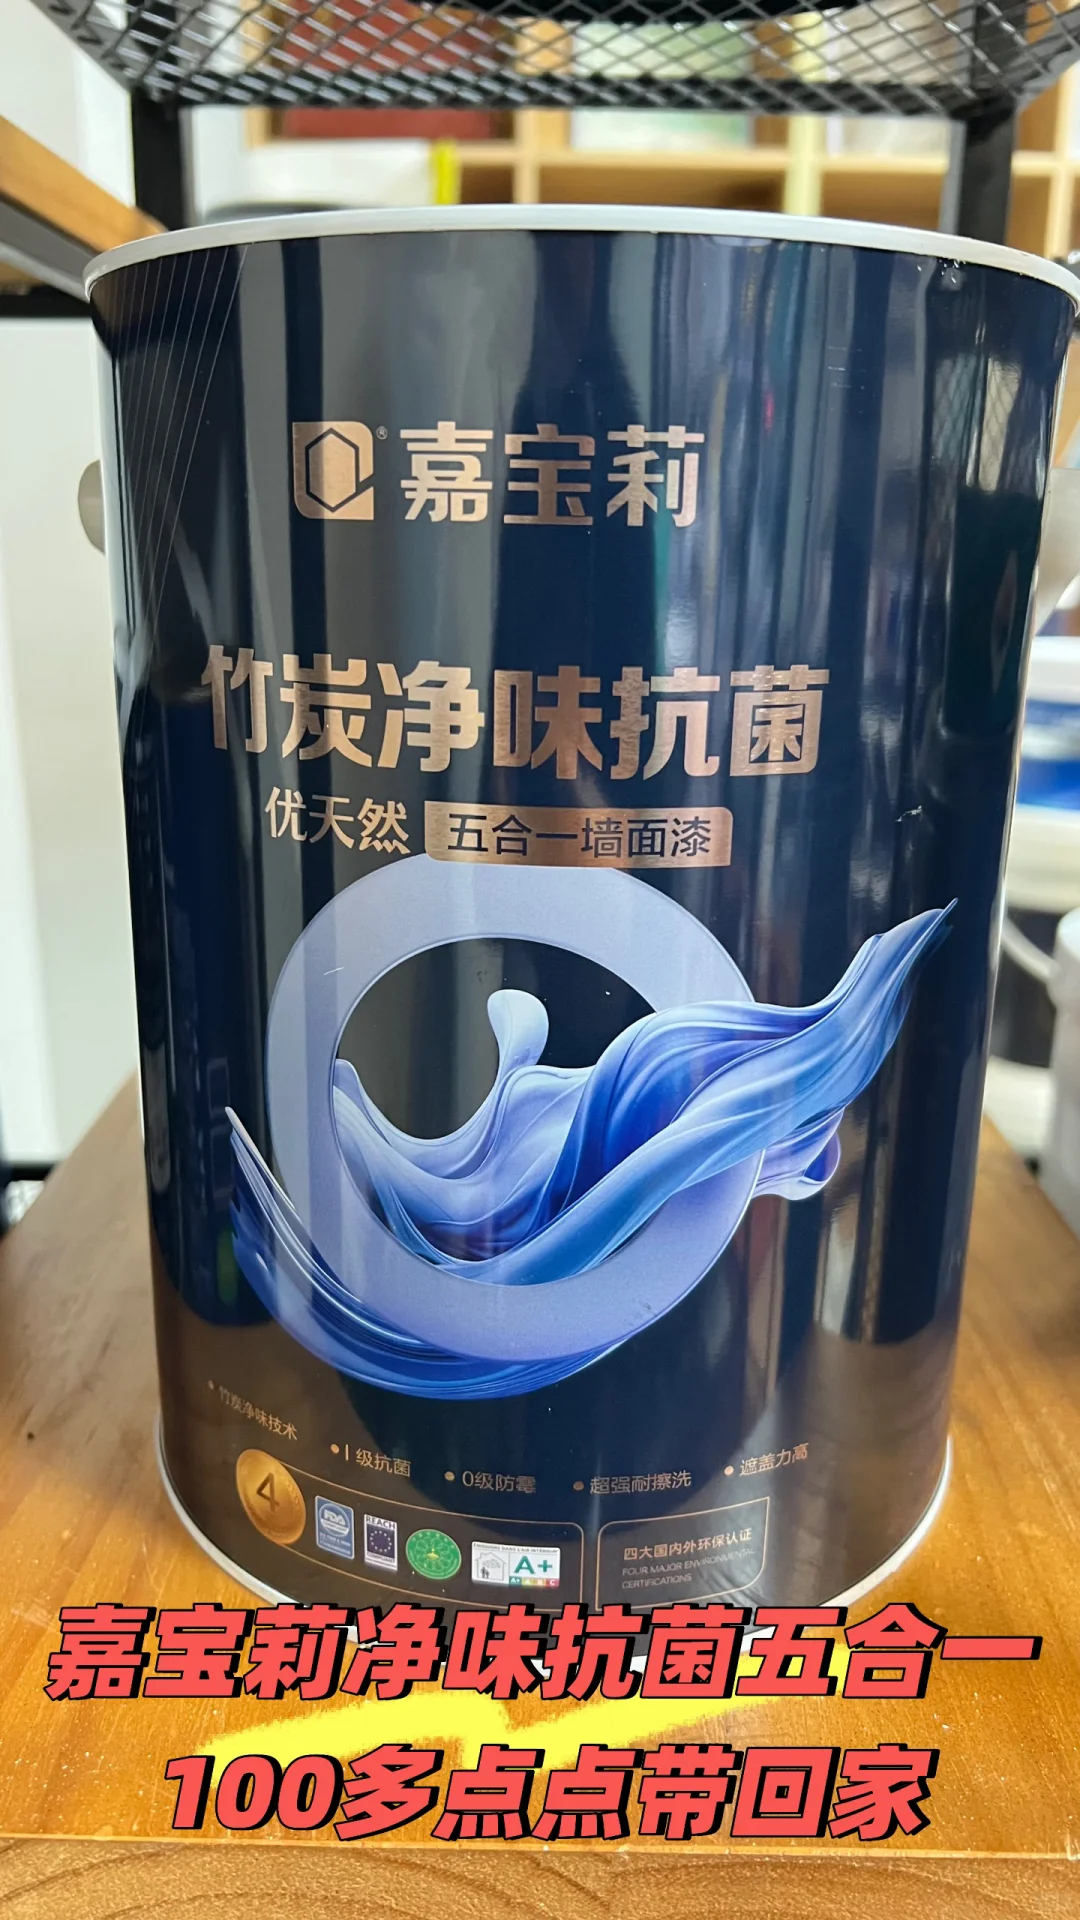 嘉宝莉
竹炭净味抗菌
优天然 五合一墙面漆
竹炭净味技术
I级抗菌
0级防霉
超强耐擦洗
遮盖力高
4
FDA
REACH
A+
四大国内外环保认证
FOUR MAJOR ENVIRONMENTAL
CERTIFICATIONS
嘉宝莉净味抗菌五合一
100多点点带回家